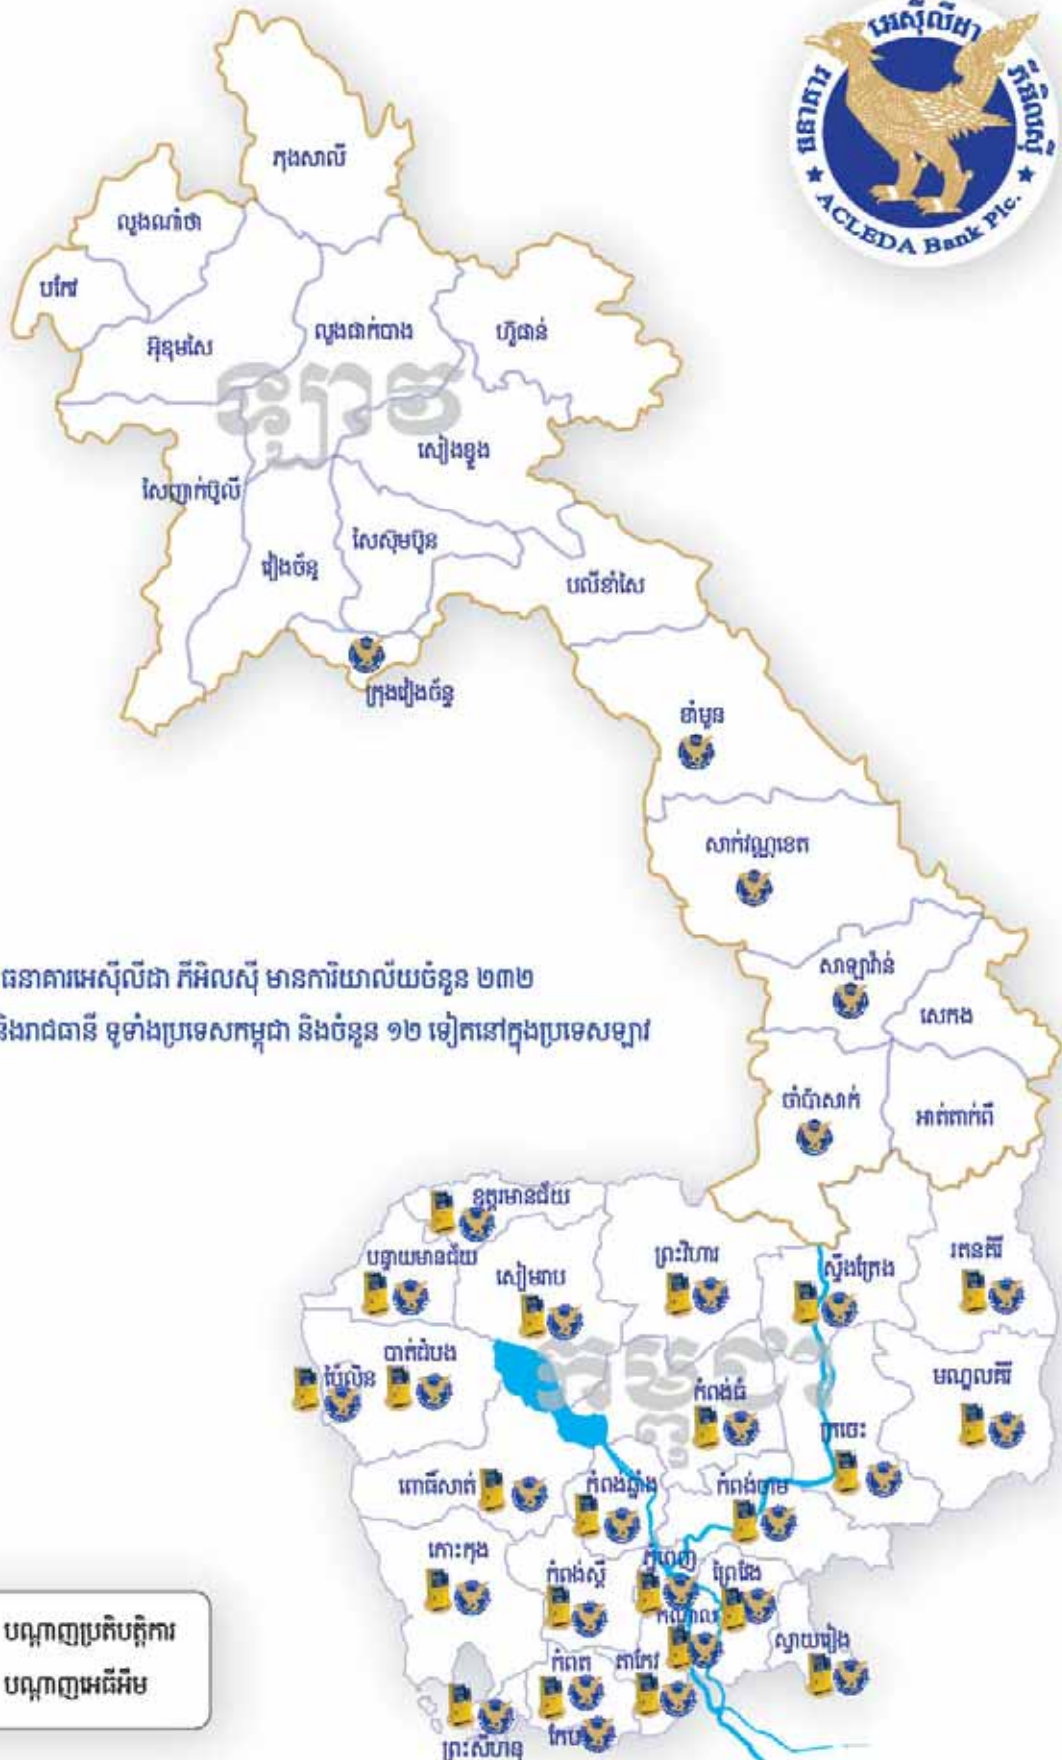 ធនាគារ អេស៊ីលីដា ភីអិលស៊ី
ACLEDA Bank Plc.
ភុងសាលី
លួងណាំថា
បកែវ
អ៊ុឌុមសៃ
លួងផាក់បាង
ហ៊ួផាន់
ឡាវ
សៀងខ្វួង
សៃញាក់ប៊ូលី
សៃស៊ុមប៊ូន
វៀងច័ន្ទ
បលីខាំសៃ
ក្រុងវៀងច័ន្ទ
ខាំមួន
សាក់វណ្ណខេត
សាឡាវ៉ាន់
សេកង
ចាំប៉ាសាក់
អាត់តាក់ពី
ធនាគារអេស៊ីលីដា ភីអិលស៊ី មានការិយាល័យចំនួន ២៣២
និងរាជធានី ទូទាំងប្រទេសកម្ពុជា និងចំនួន ១២ ទៀតនៅក្នុងប្រទេសឡាវ
ឧត្តរមានជ័យ
បន្ទាយមានជ័យ
សៀមរាប
ព្រះវិហារ
ស្ទឹងត្រែង
រតនគិរី
កម្ពុជា
ប៉ៃលិន
បាត់ដំបង
កំពង់ធំ
មណ្ឌលគិរី
ក្រចេះ
ពោធិ៍សាត់
កំពង់ឆ្នាំង
កំពង់ចាម
កោះកុង
កំពង់ស្ពឺ
ភ្នំពេញ
ព្រៃវែង
កណ្តាល
ស្វាយរៀង
កំពត
តាកែវ
កែប
ព្រះសីហនុ
បណ្តាញប្រតិបត្តិការ
បណ្តាញអេធីអឹម